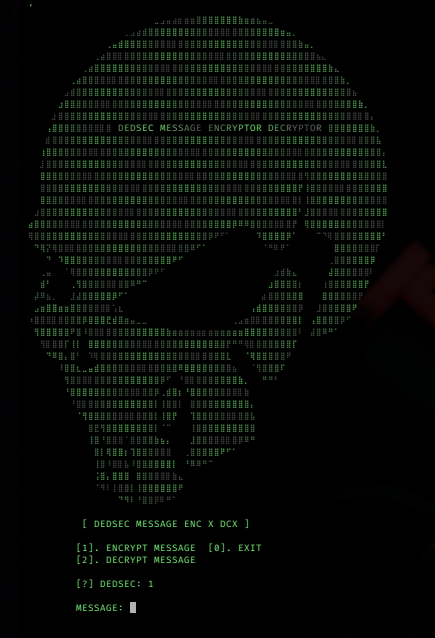 DEDSEC MESSAGE ENCRYPTOR DECRYPTOR
[ DEDSEC MESSAGE ENC X DCX ]
[1]. ENCRYPT MESSAGE [0]. EXIT
[2]. DECRYPT MESSAGE
[?] DEDSEC: 1
MESSAGE: